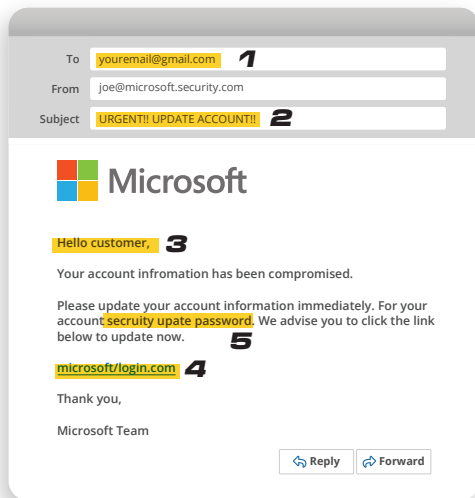 To youremail@gmail.com 1
From joe@microsoft.security.com
Subject URGENT!! UPDATE ACCOUNT!! 2
Microsoft
Hello customer, 3
Your account infromation has been compromised.
Please update your account information immediately. For your
account secruity upate password. We advise you to click the link
below to update now. 5
microsoft/login.com 4
Thank you,
Microsoft Team
Reply Forward